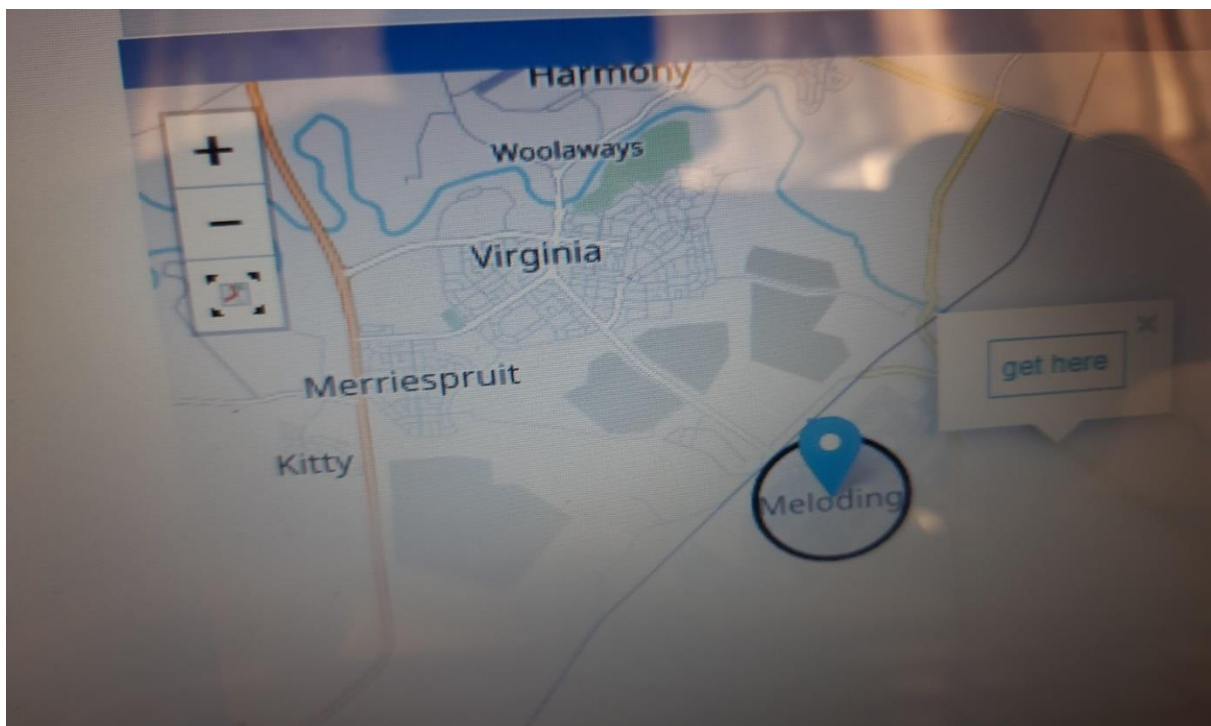 Harmony
Woolaways
+
−
Virginia
get here
Merriespruit
Kitty
Meloding